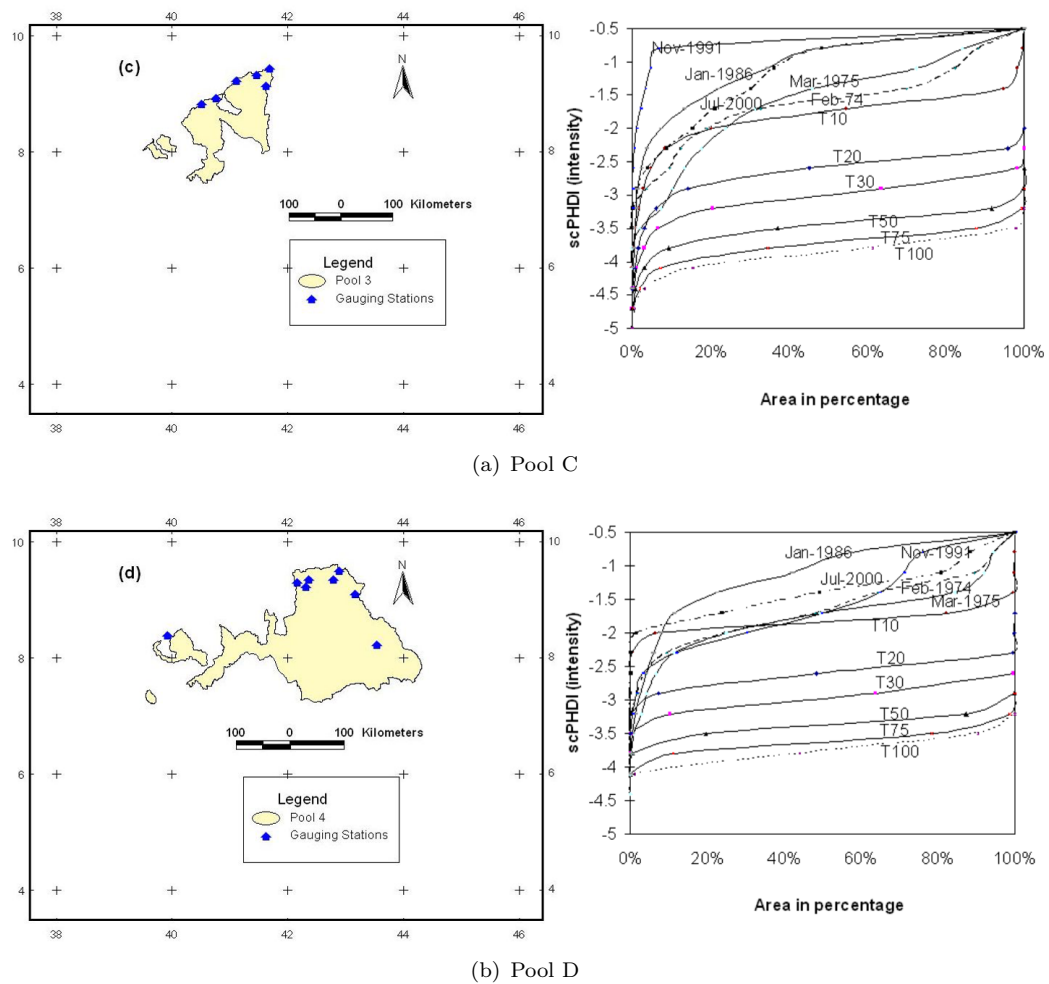 38 40 42 44
10 10
(c)
N
8 8
100 0 100 Kilometers
Legend
Pool 3
Gauging Stations
6 6
4 4
38 40 42 44
-0.5
-1
-1.5
-2
-2.5
-3
-3.5
-4
-4.5
-5
scPHDI (intensity)
Nov-1991
Jan-1986
Mar-1975
Jul-2000
Feb-74
T10
T20
T30
T50
T75
T100
0% 20% 40% 60% 80% 100%
Area in percentage
(a) Pool C
38 40 42 44
10 10
(d)
N
8 8
100 0 100 Kilometers
Legend
Pool 4
Gauging Stations
6 6
4 4
38 40 42 44
-0.5
-1
-1.5
-2
-2.5
-3
-3.5
-4
-4.5
-5
scPHDI (intensity)
Jan-1986
Nov-1991
Jul-2000
Feb-1974
Mar-1975
T10
T20
T30
T50
T75
T100
0% 20% 40% 60% 80% 100%
Area in percentage
(b) Pool D